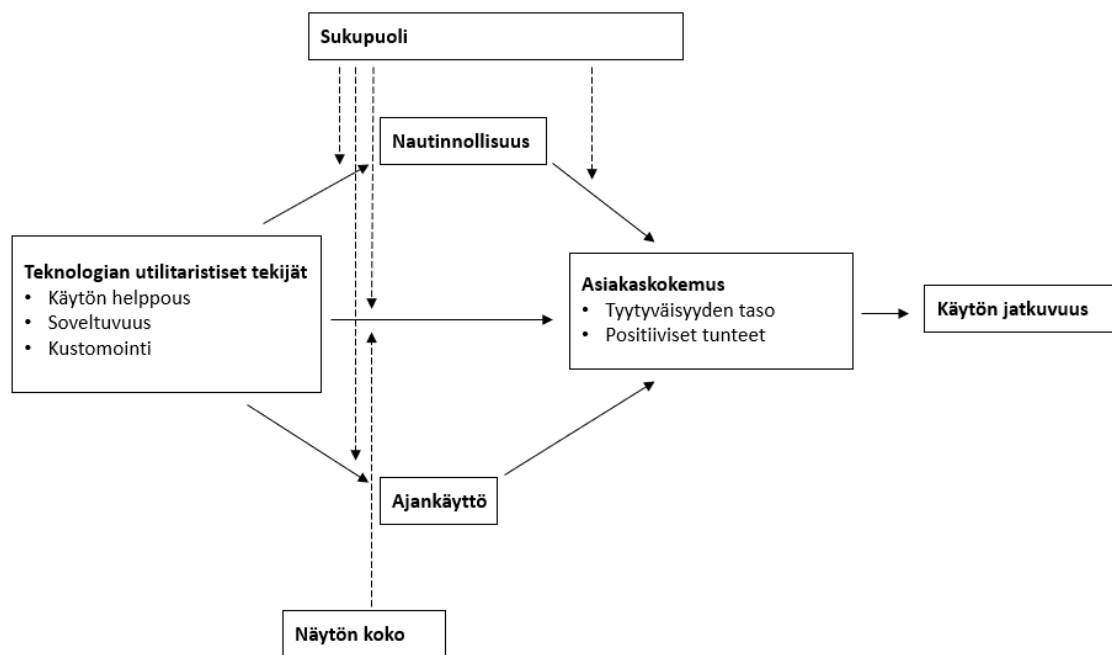 Sukupuoli
Nautinnollisuus
Teknologian utilitaristiset tekijät
• Käytön helppous
• Soveltuvuus
• Kustomointi
Asiakaskokemus
• Tyytyväisyyden taso
• Positiiviset tunteet
Käytön jatkuvuus
Ajankäyttö
Näytön koko